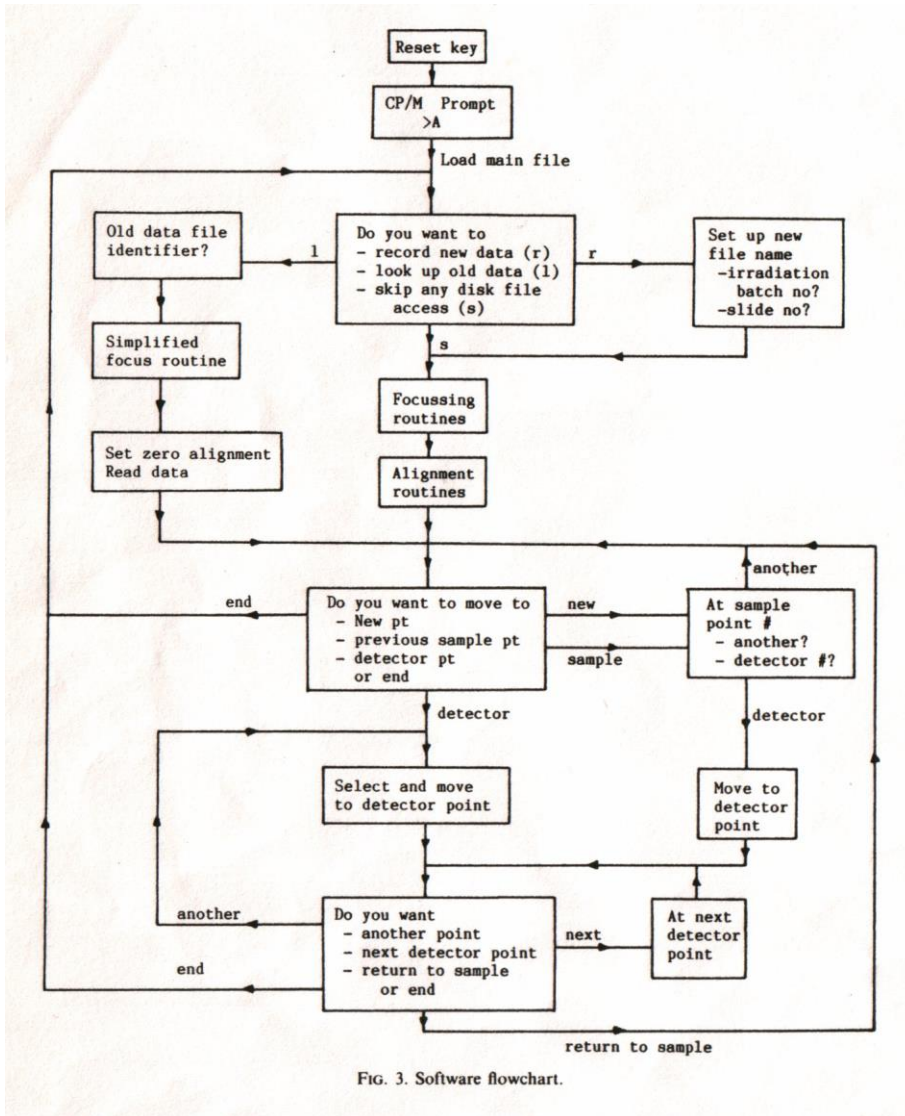 Reset key
CP/M Prompt
>A
Load main file
Old data file
identifier?
l
Do you want to
- record new data (r)
- look up old data (l)
- skip any disk file
access (s)
r
Set up new
file name
-irradiation
batch no?
-slide no?
s
Simplified
focus routine
Focussing
routines
Set zero alignment
Read data
Alignment
routines
another
end
Do you want to move to
- New pt
- previous sample pt
- detector pt
or end
new
sample
At sample
point #
- another?
- detector #?
detector
detector
Select and move
to detector point
Move to
detector
point
another
end
Do you want
- another point
- next detector point
- return to sample
or end
next
At next
detector
point
return to sample
FIG. 3. Software flowchart.